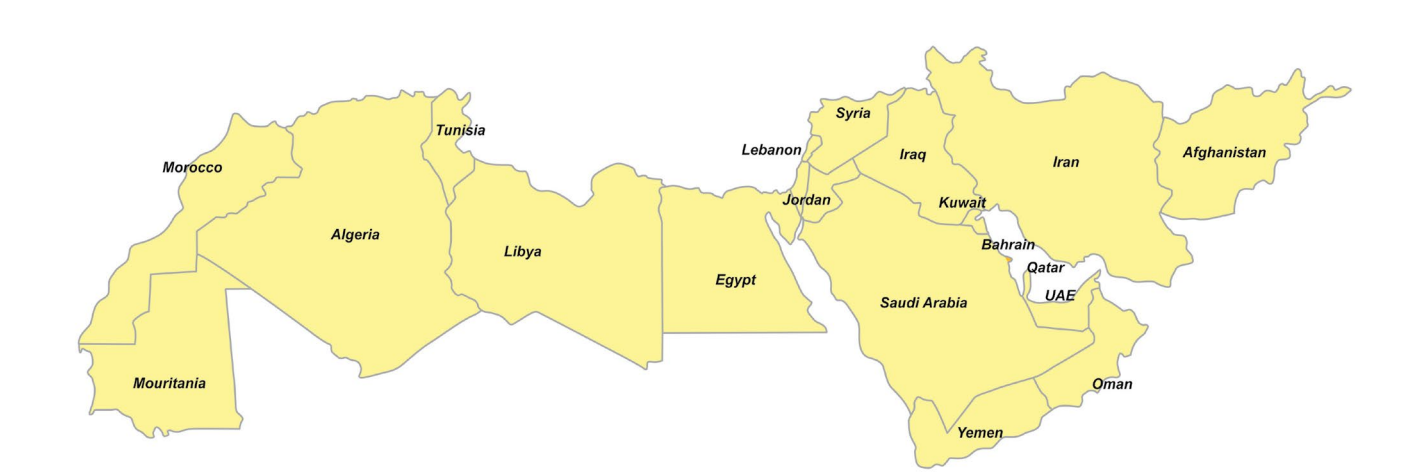 Syria
Tunisia
Lebanon
Iraq
Afghanistan
Iran
Morocco
Jordan
Kuwait
Algeria
Bahrain
Libya
Qatar
Egypt
UAE
Saudi Arabia
Mouritania
Oman
Yemen